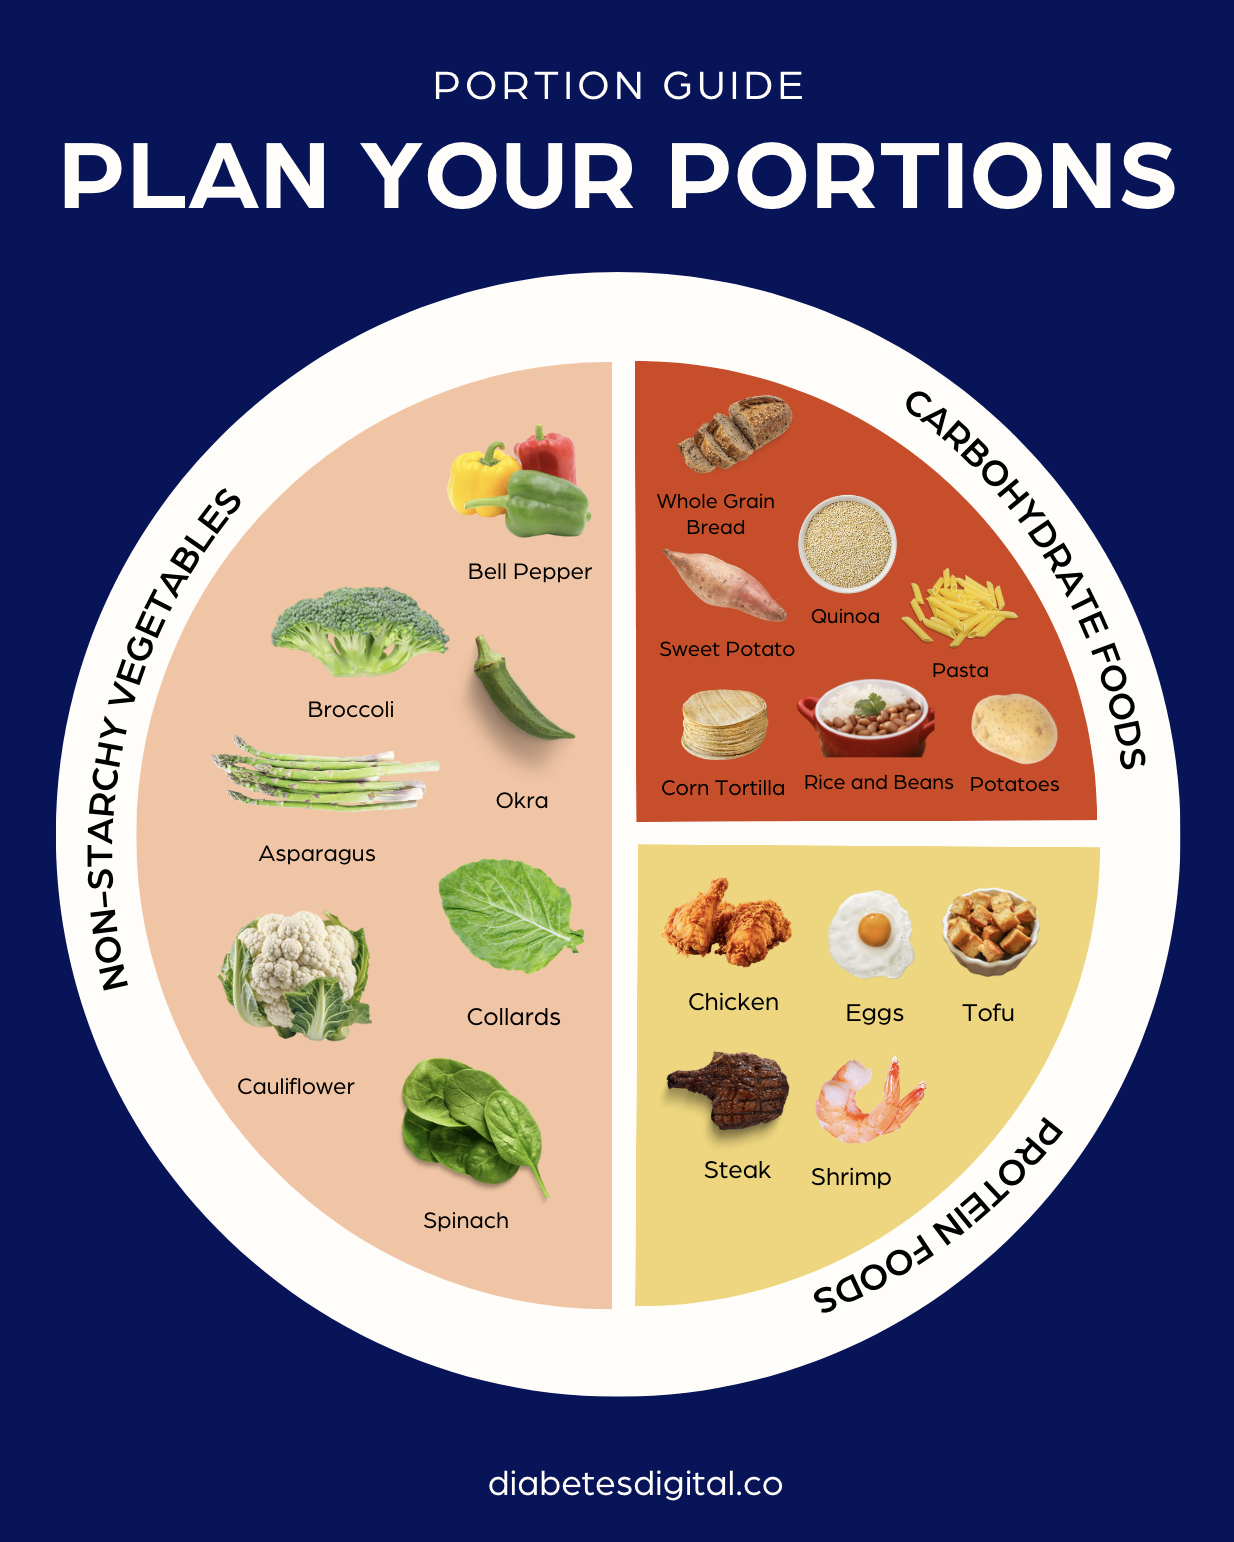 PORTION GUIDE
PLAN YOUR PORTIONS
NON-STARCHY VEGETABLES
Bell Pepper
Broccoli
Okra
Asparagus
Collards
Cauliflower
Spinach
CARBOHYDRATE FOODS
Whole Grain
Bread
Quinoa
Sweet Potato
Pasta
Corn Tortilla
Rice and Beans
Potatoes
PROTEIN FOODS
Chicken
Eggs
Tofu
Steak
Shrimp
diabetesdigital.co